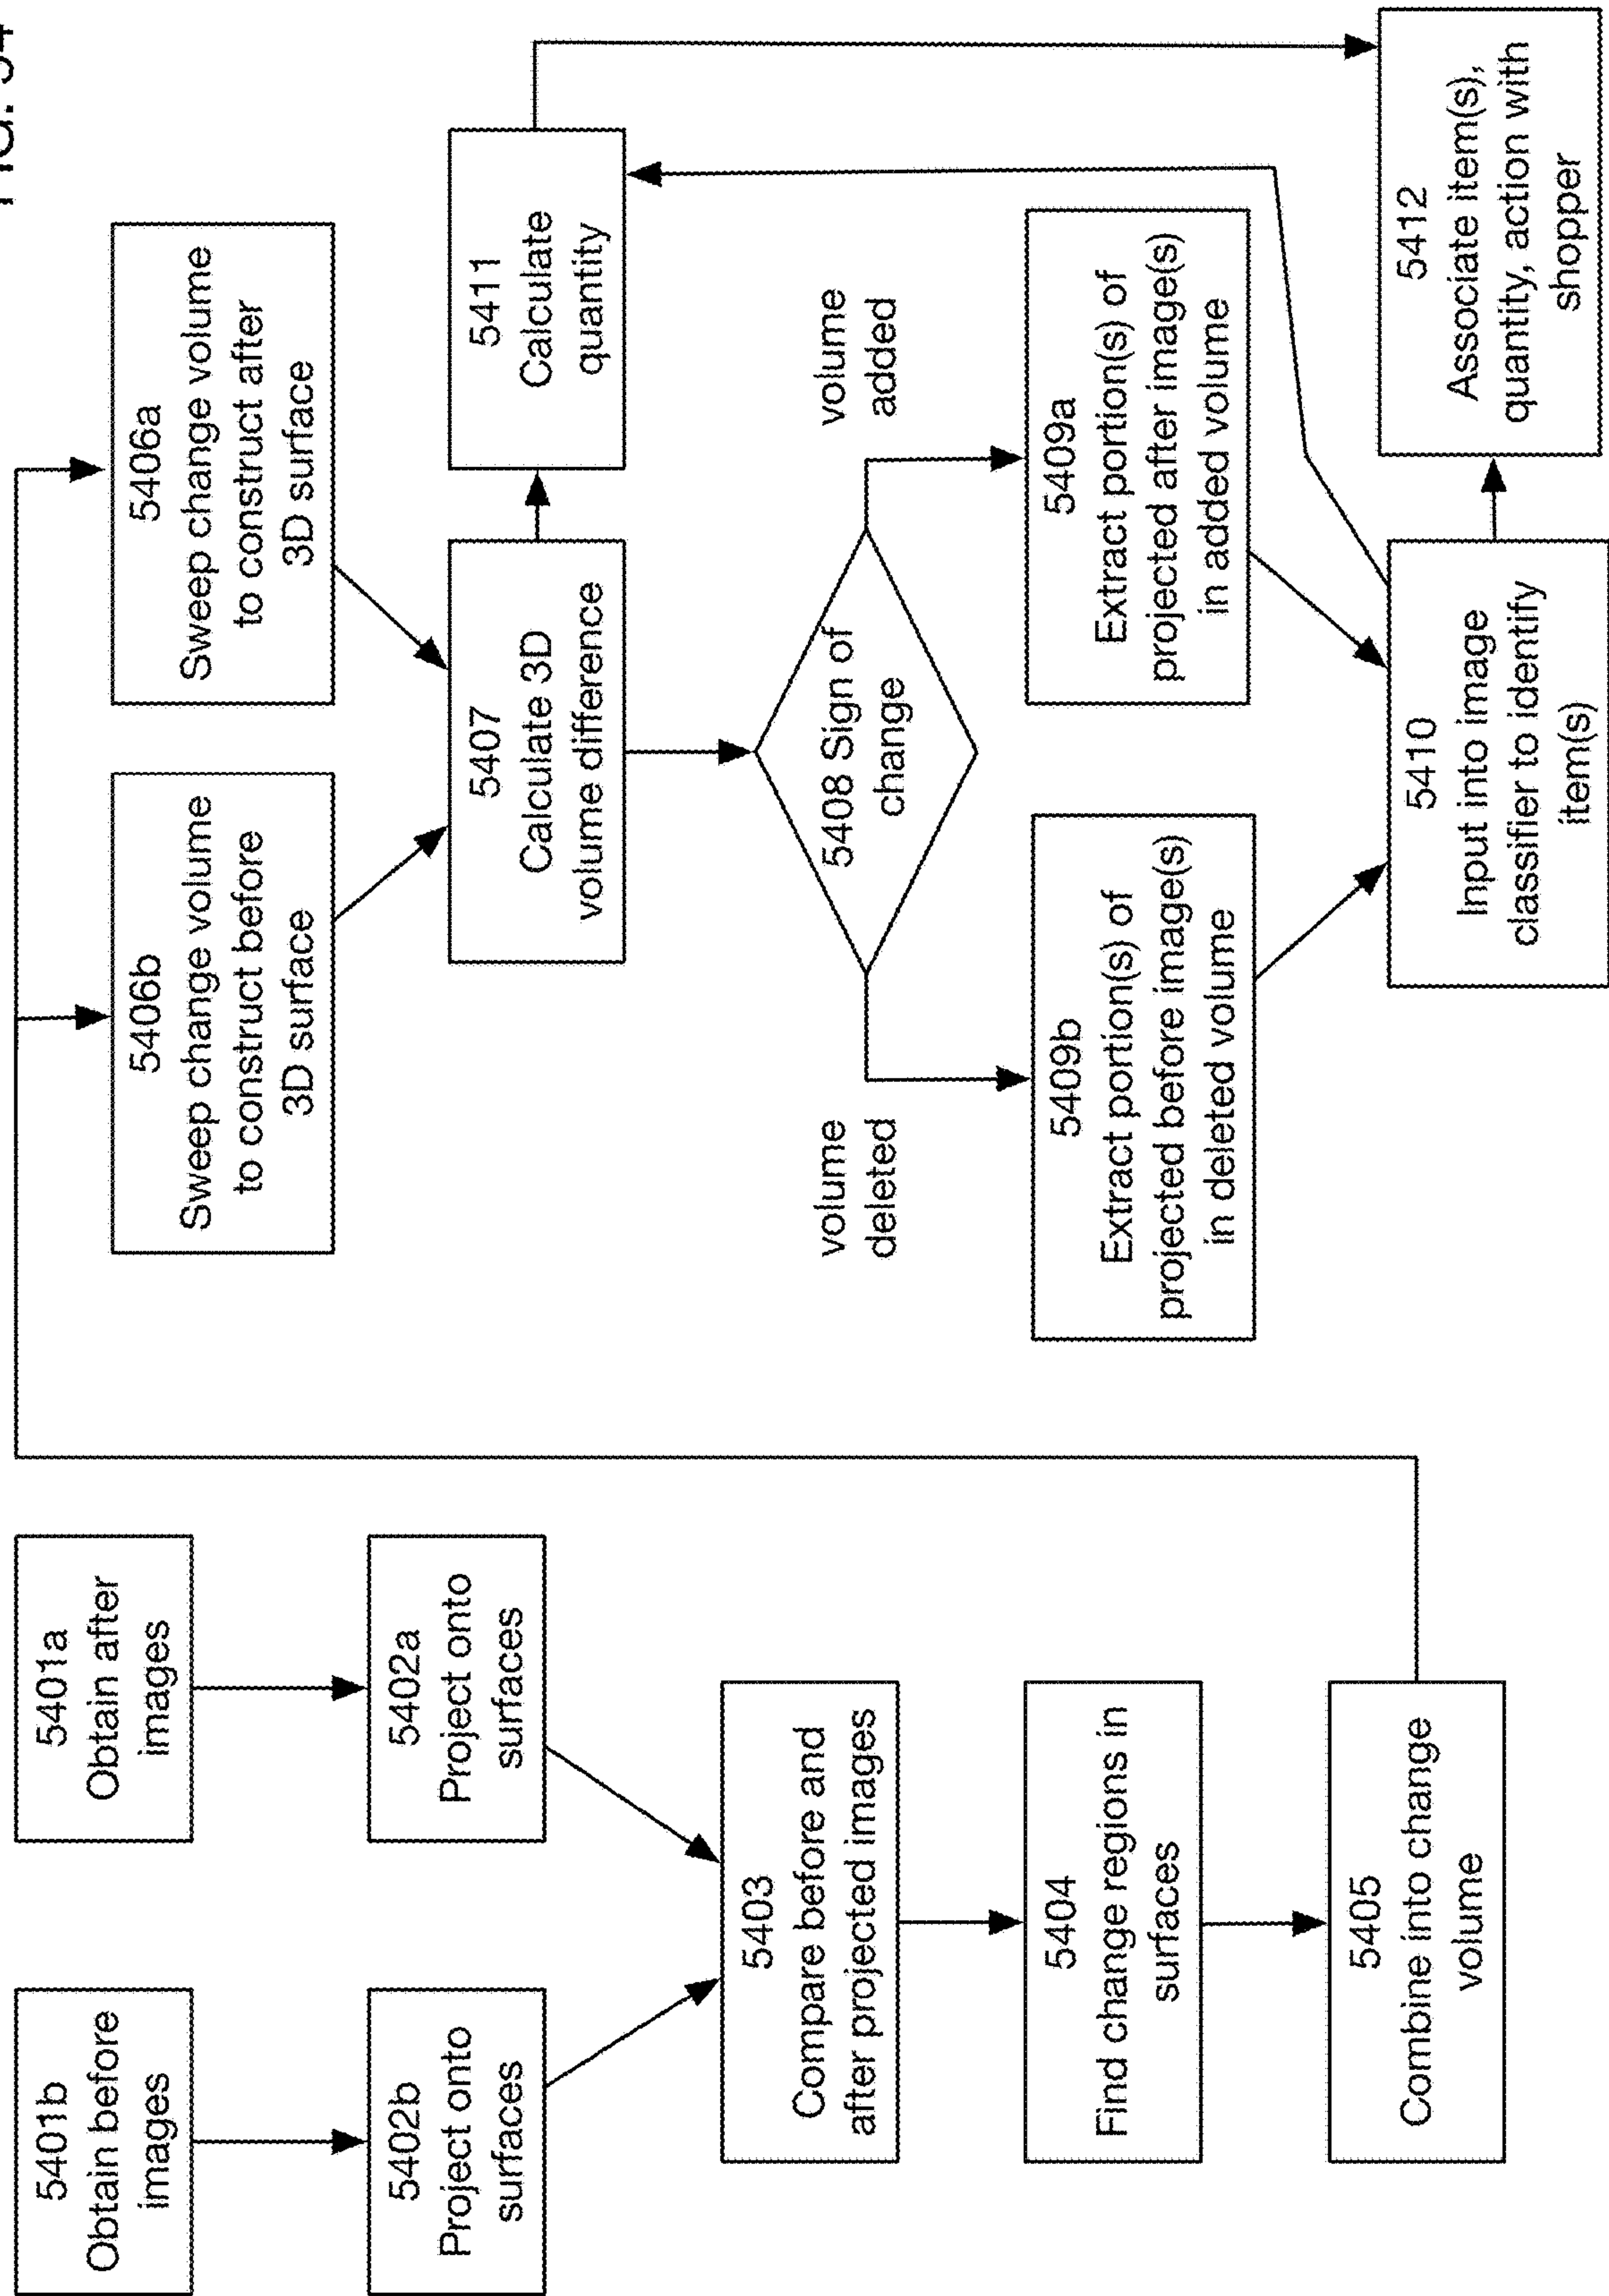 FIG. 54
5401b
Obtain before
images
5401a
Obtain after
images
5402b
Project onto
surfaces
5402a
Project onto
surfaces
5403
Compare before and
after projected images
5404
Find change regions in
surfaces
5405
Combine into change
volume
5406b
Sweep change volume
to construct before
3D surface
5406a
Sweep change volume
to construct after
3D surface
5407
Calculate 3D
volume difference
5411
Calculate
quantity
5408 Sign of
change
volume
deleted
volume
added
5409b
Extract portion(s) of
projected before image(s)
in deleted volume
5409a
Extract portion(s) of
projected after image(s)
in added volume
5410
Input into image
classifier to identify
item(s)
5412
Associate item(s),
quantity, action with
shopper